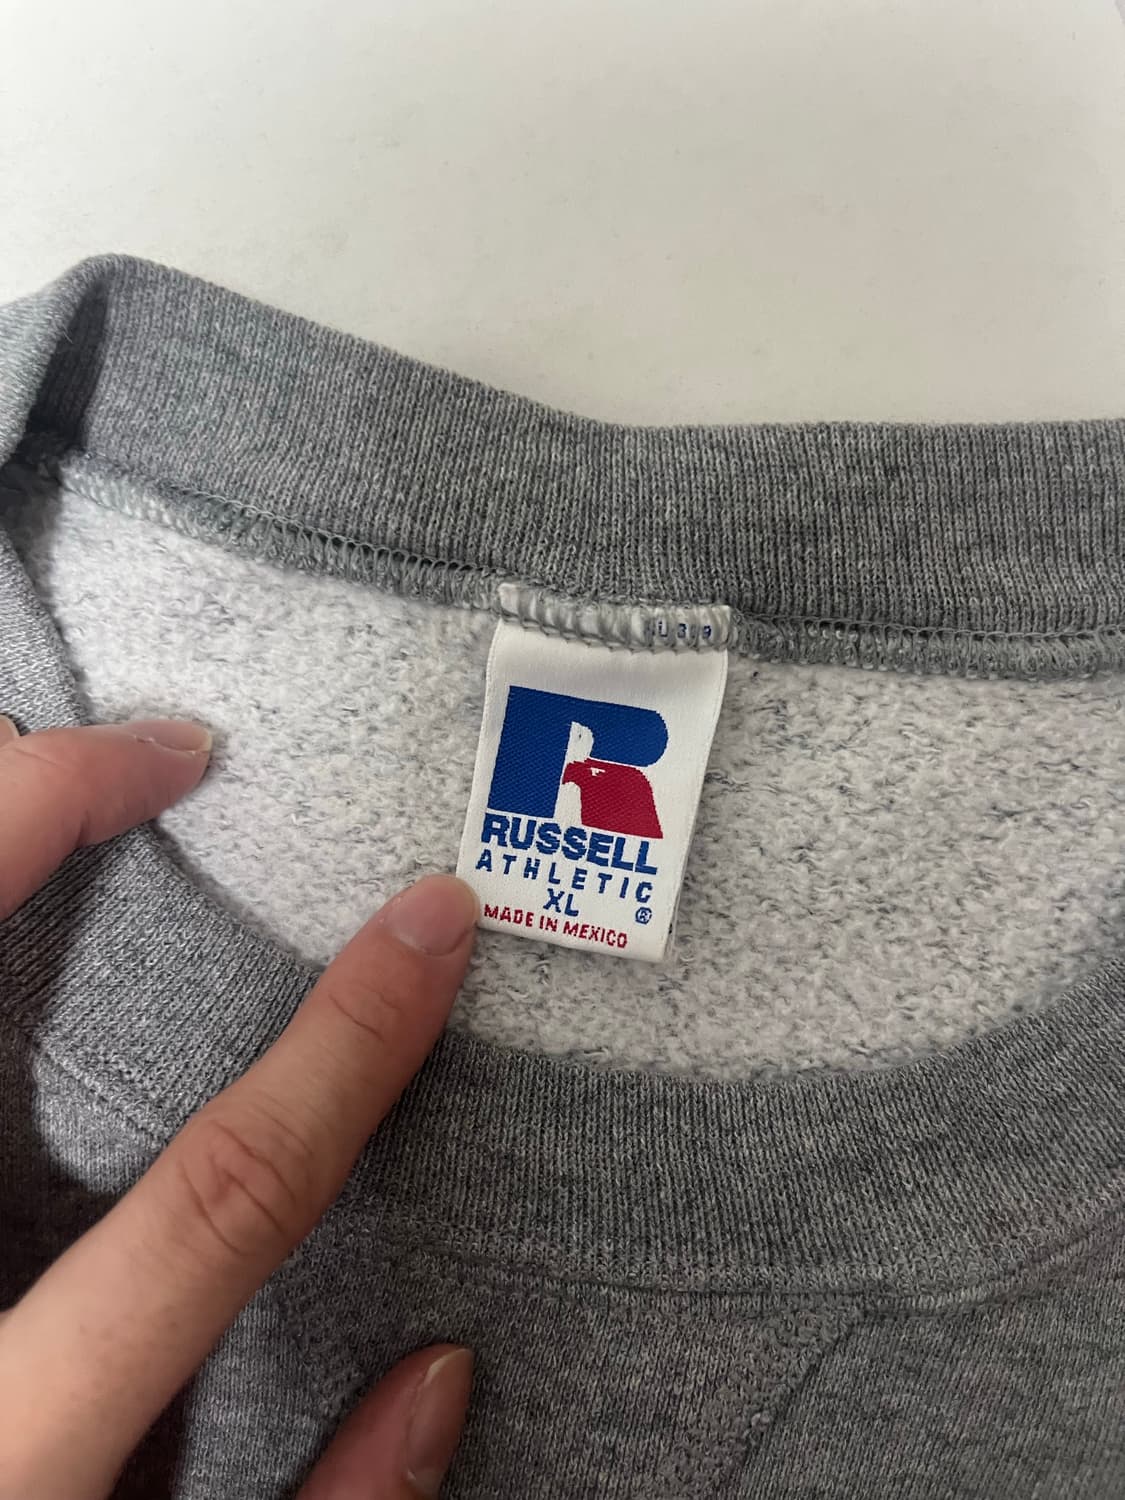 RUSSELL
ATHLETIC
XL ®
MADE IN MEXICO